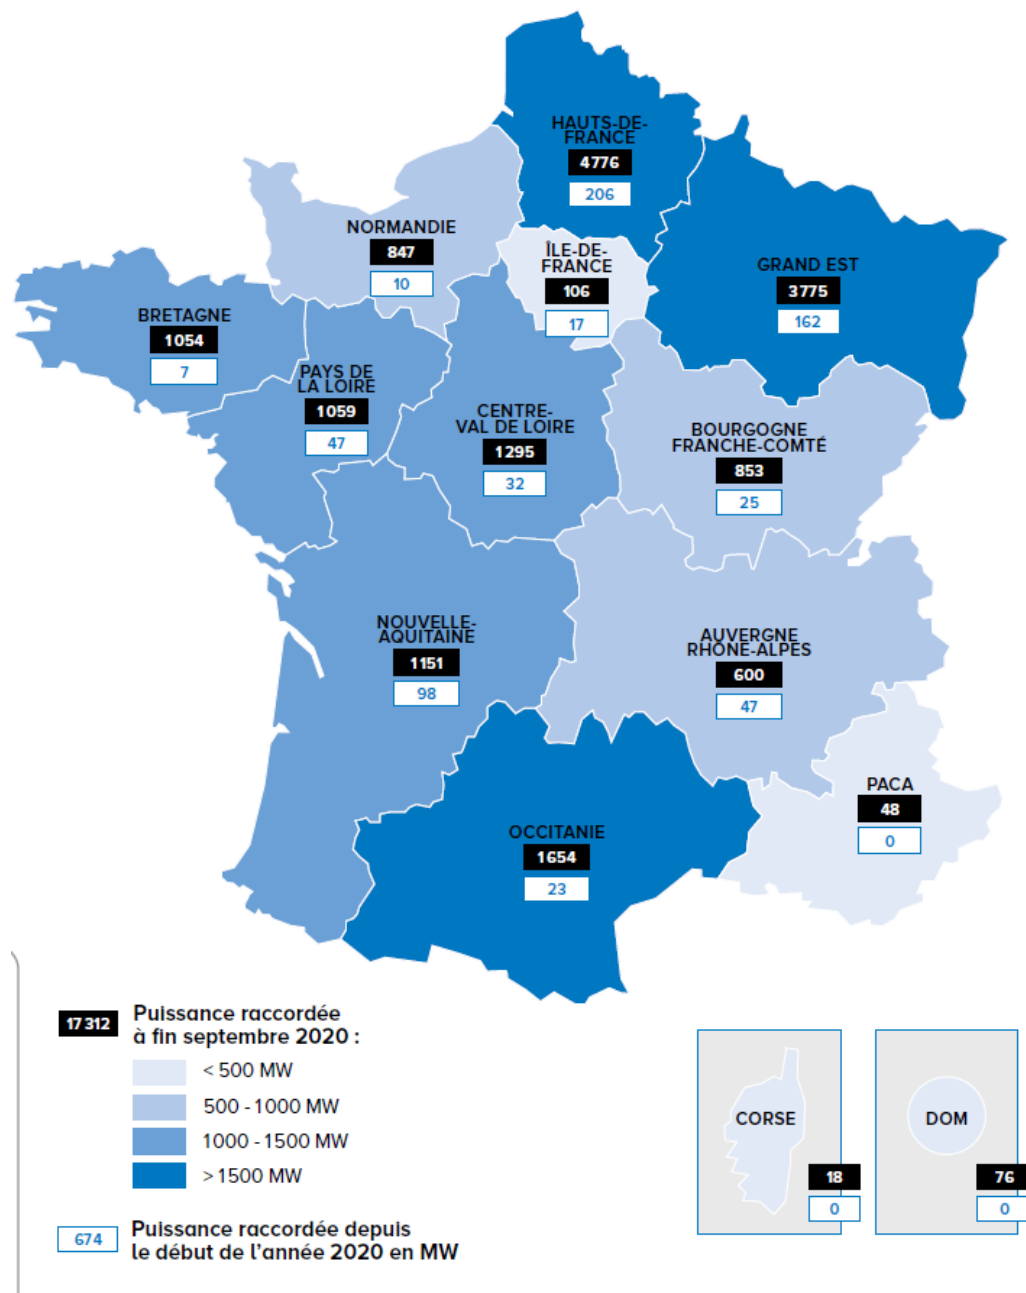 HAUTS-DE-
FRANCE
4776
206
NORMANDIE
847
10
ÎLE-DE-
FRANCE
106
17
GRAND EST
3775
162
BRETAGNE
1054
7
PAYS DE
LA LOIRE
1059
47
CENTRE-
VAL DE LOIRE
1295
32
BOURGOGNE
FRANCHE-COMTÉ
853
25
NOUVELLE-
AQUITAINE
1151
98
AUVERGNE
RHÔNE-ALPES
600
47
PACA
48
0
OCCITANIE
1654
23
17 312
Puissance raccordée
à fin septembre 2020 :
< 500 MW
500 - 1000 MW
1000 - 1500 MW
> 1500 MW
674
Puissance raccordée depuis
le début de l'année 2020 en MW
CORSE
18
0
DOM
76
0